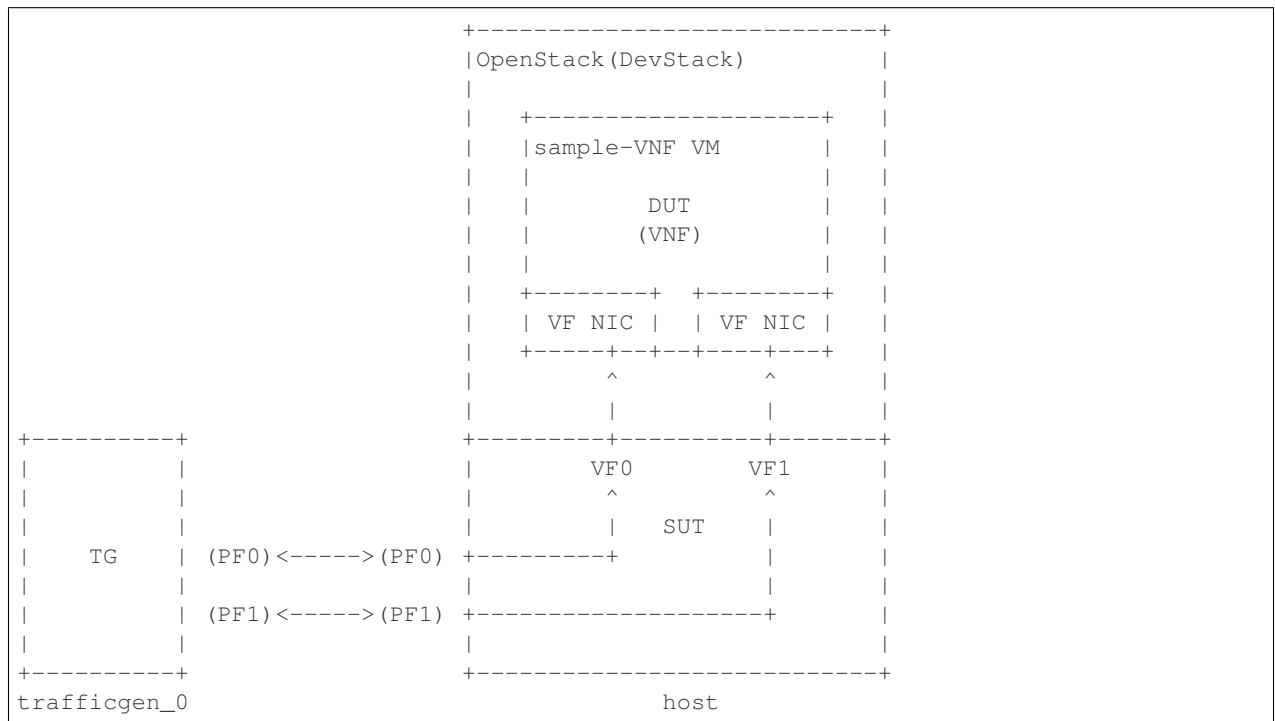 OpenStack(DevStack)
sample-VNF VM
DUT
(VNF)
VF NIC VF NIC
VF0 VF1
SUT
TG (PF0)<----->(PF0)
(PF1)<----->(PF1)
trafficgen_0 host